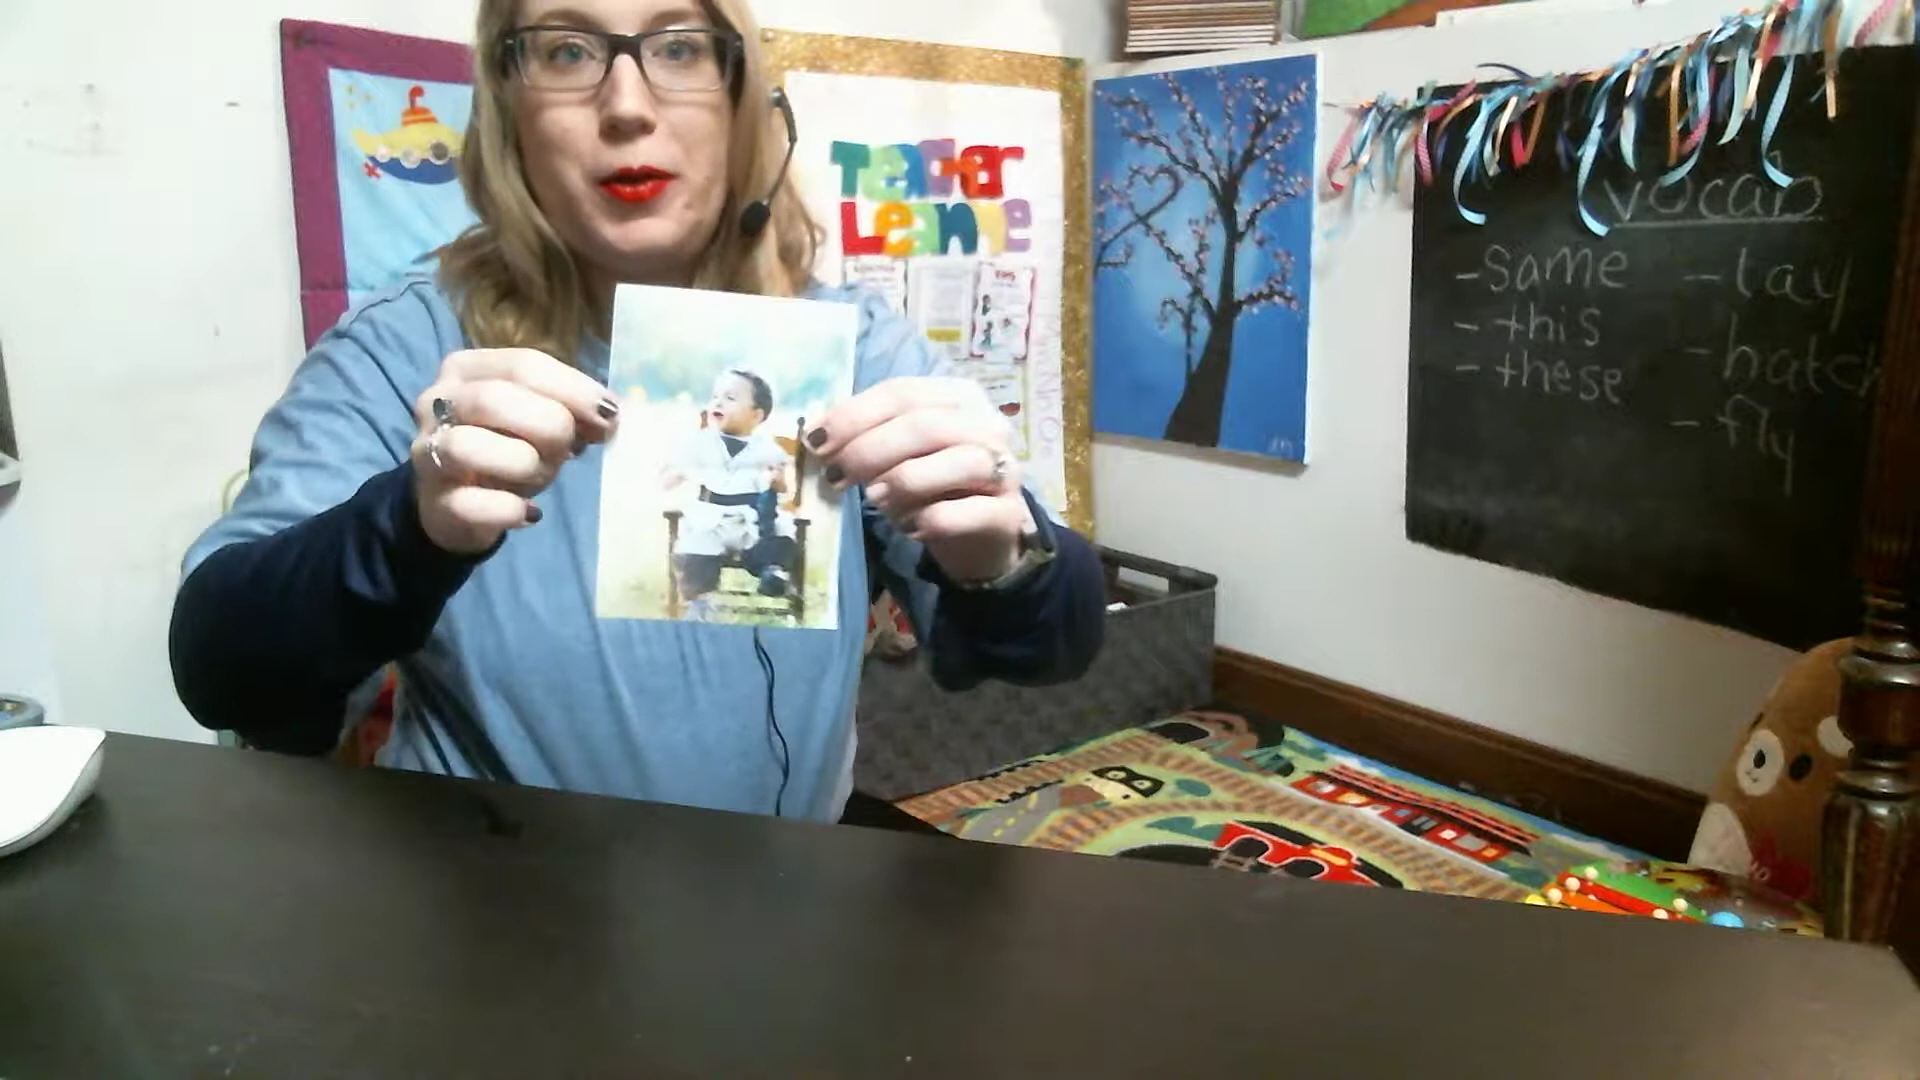 Teacher
Leanne
vocab
-same
-this
-these
-lay
-hatch
-fly